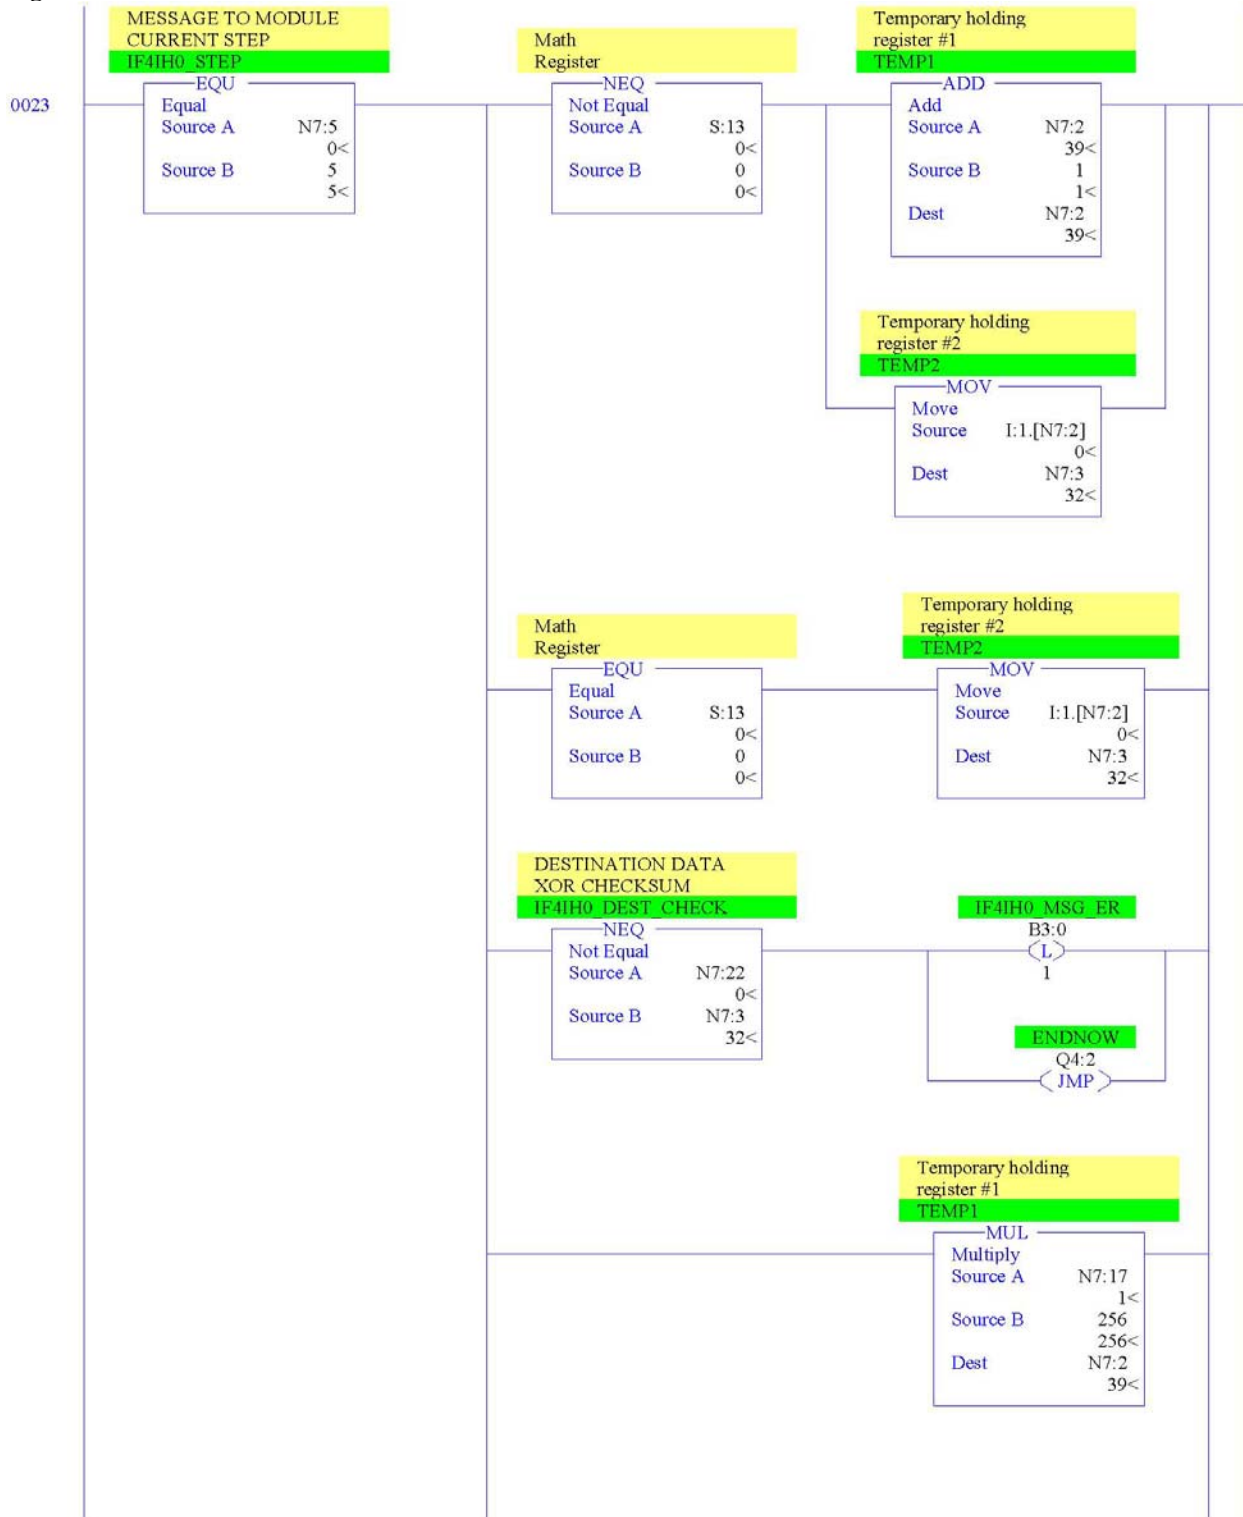 MESSAGE TO MODULE
CURRENT STEP
IF4IH0_STEP
EQU
0023
Equal
Source A N7:5
0<
Source B 5
5<
Math
Register
NEQ
Not Equal
Source A S:13
0<
Source B 0
0<
Temporary holding
register #1
TEMP1
ADD
Add
Source A N7:2
39<
Source B 1
1<
Dest N7:2
39<
Temporary holding
register #2
TEMP2
MOV
Move
Source I:1.[N7:2]
0<
Dest N7:3
32<
Math
Register
EQU
Equal
Source A S:13
0<
Source B 0
0<
Temporary holding
register #2
TEMP2
MOV
Move
Source I:1.[N7:2]
0<
Dest N7:3
32<
DESTINATION DATA
XOR CHECKSUM
IF4IH0_DEST_CHECK
NEQ
Not Equal
Source A N7:22
0<
Source B N7:3
32<
IF4IH0_MSG_ER
B3:0
L
1
ENDNOW
Q4:2
JMP
Temporary holding
register #1
TEMP1
MUL
Multiply
Source A N7:17
1<
Source B 256
256<
Dest N7:2
39<